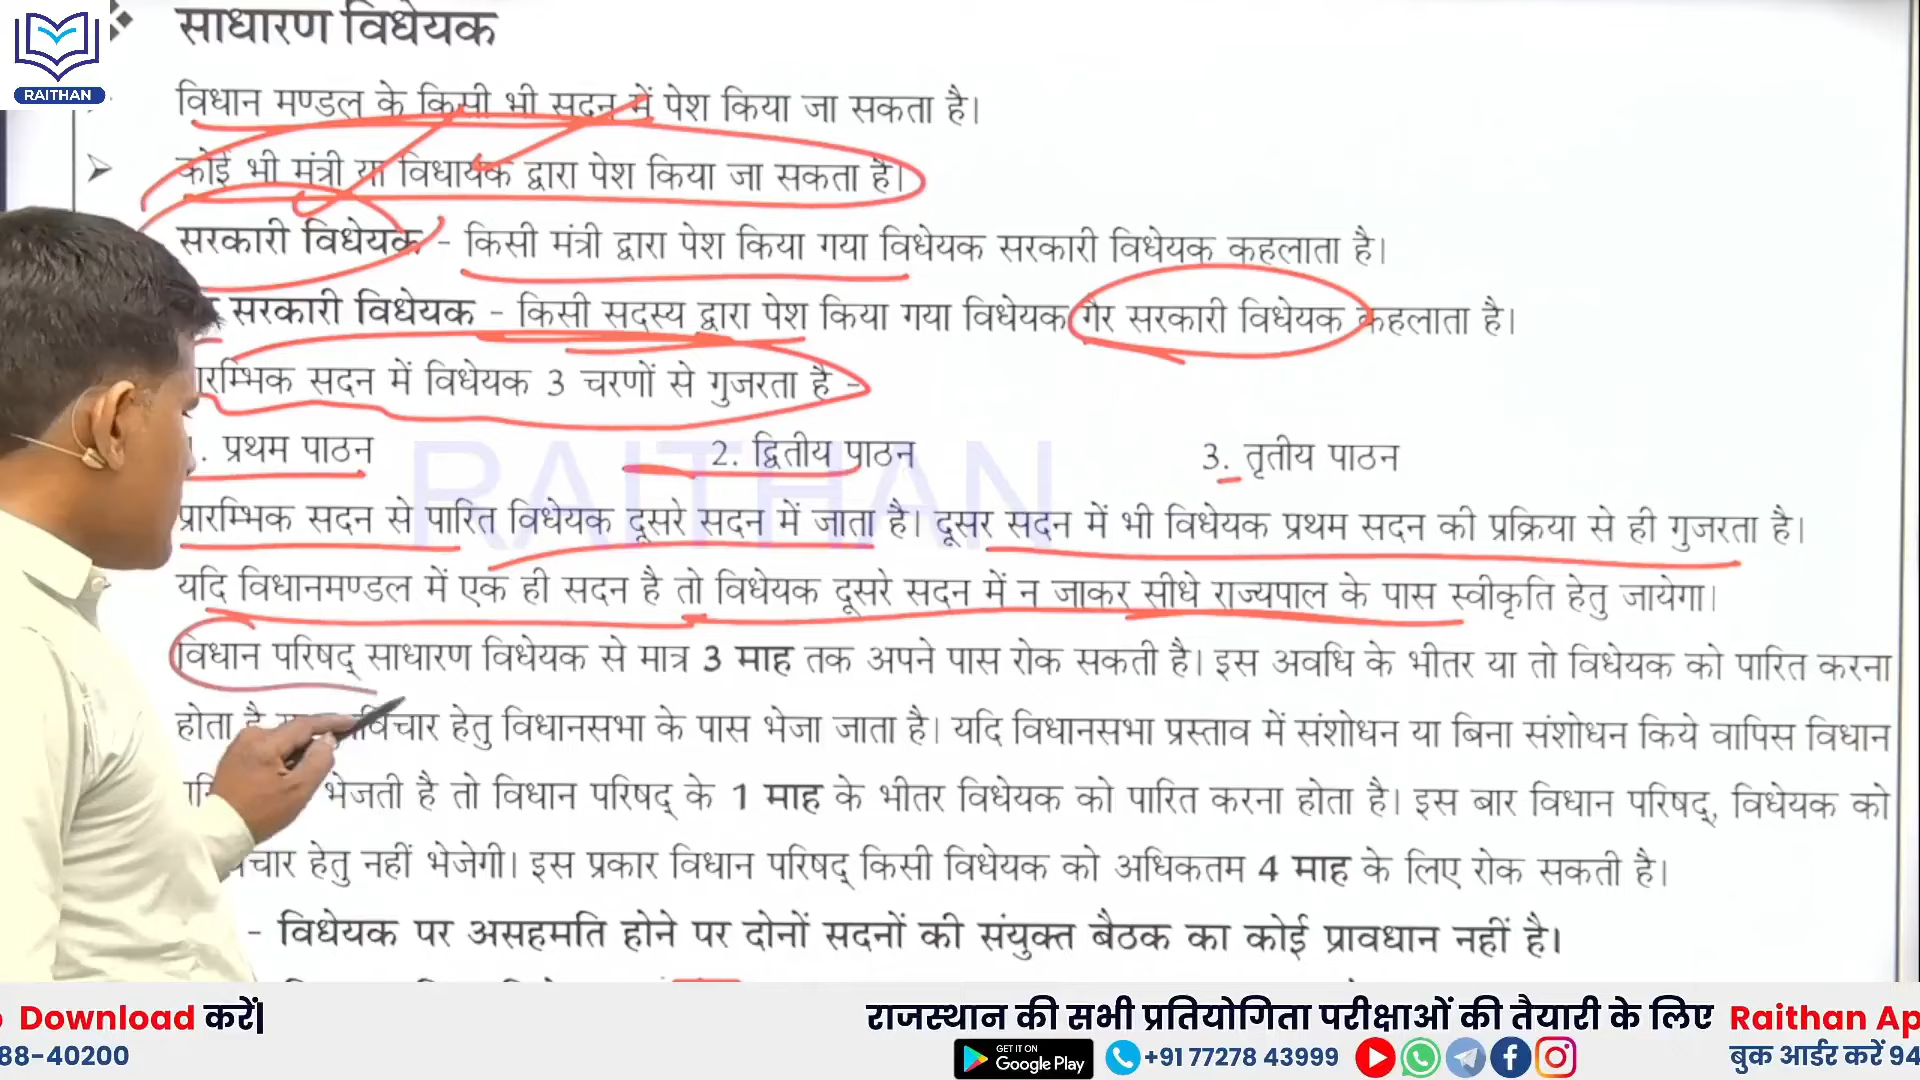 साधारण विधेयक
RAITHAN
विधान मण्डल के किसी भी सदन में पेश किया जा सकता है।
कोई भी मंत्री या विधायक द्वारा पेश किया जा सकता है।
सरकारी विधेयक - किसी मंत्री द्वारा पेश किया गया विधेयक सरकारी विधेयक कहलाता है।
सरकारी विधेयक - किसी सदस्य द्वारा पेश किया गया विधेयक गैर सरकारी विधेयक कहलाता है।
रम्भिक सदन में विधेयक 3 चरणों से गुजरता है -
1. प्रथम पाठन 2. द्वितीय पाठन 3. तृतीय पाठन
RAITHAN
प्रारम्भिक सदन से पारित विधेयक दूसरे सदन में जाता है। दूसर सदन में भी विधेयक प्रथम सदन की प्रक्रिया से ही गुजरता है।
यदि विधानमण्डल में एक ही सदन है तो विधेयक दूसरे सदन में न जाकर सीधे राज्यपाल के पास स्वीकृति हेतु जायेगा।
विधान परिषद् साधारण विधेयक से मात्र 3 माह तक अपने पास रोक सकती है। इस अवधि के भीतर या तो विधेयक को पारित करना
होता है विचार हेतु विधानसभा के पास भेजा जाता है। यदि विधानसभा प्रस्ताव में संशोधन या बिना संशोधन किये वापिस विधान
भेजती है तो विधान परिषद् के 1 माह के भीतर विधेयक को पारित करना होता है। इस बार विधान परिषद्, विधेयक को
चार हेतु नहीं भेजेगी। इस प्रकार विधान परिषद् किसी विधेयक को अधिकतम 4 माह के लिए रोक सकती है।
- विधेयक पर असहमति होने पर दोनों सदनों की संयुक्त बैठक का कोई प्रावधान नहीं है।
Download करें| राजस्थान की सभी प्रतियोगिता परीक्षाओं की तैयारी के लिए Raithan Ap
88-40200 GET IT ON Google Play +91 77278 43999 बुक आर्डर करें 94